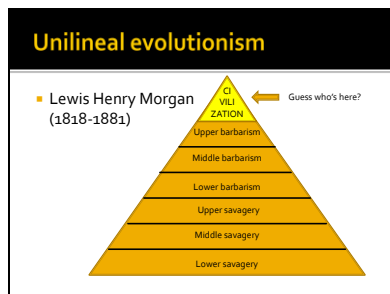 Unilineal evolutionism
Lewis Henry Morgan
(1818-1881)
CI
VILI
ZATION
Guess who's here?
Upper barbarism
Middle barbarism
Lower barbarism
Upper savagery
Middle savagery
Lower savagery